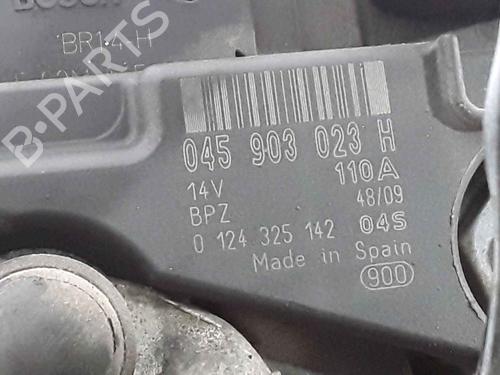 BR14-H
045 903 023 H
14V 110A
BPZ 48/09
0 124 325 142 04S
Made in Spain
900
B-PARTS